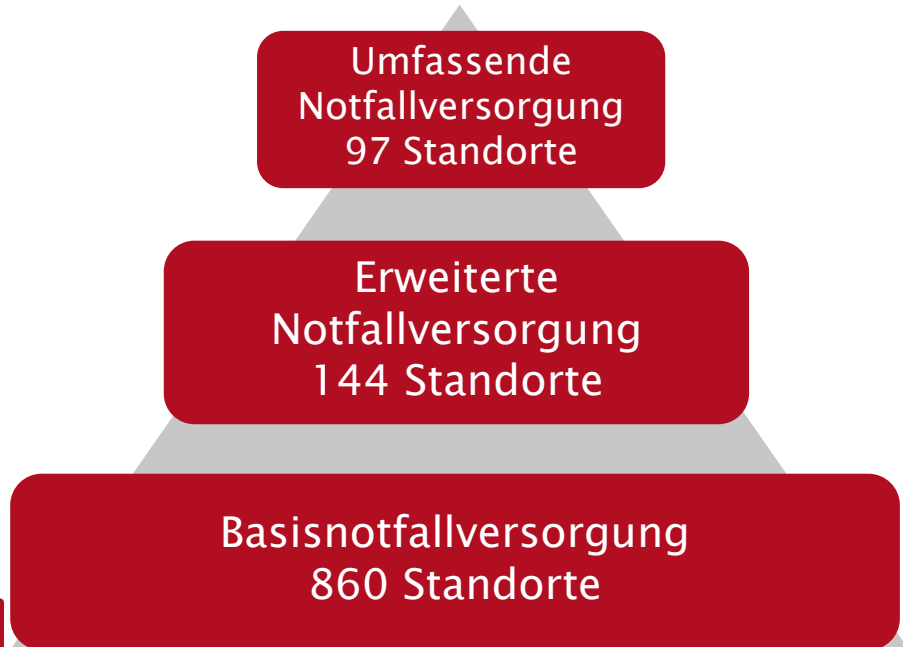 Umfassende
Notfallversorgung
97 Standorte
Erweiterte
Notfallversorgung
144 Standorte
Basisnotfallversorgung
860 Standorte